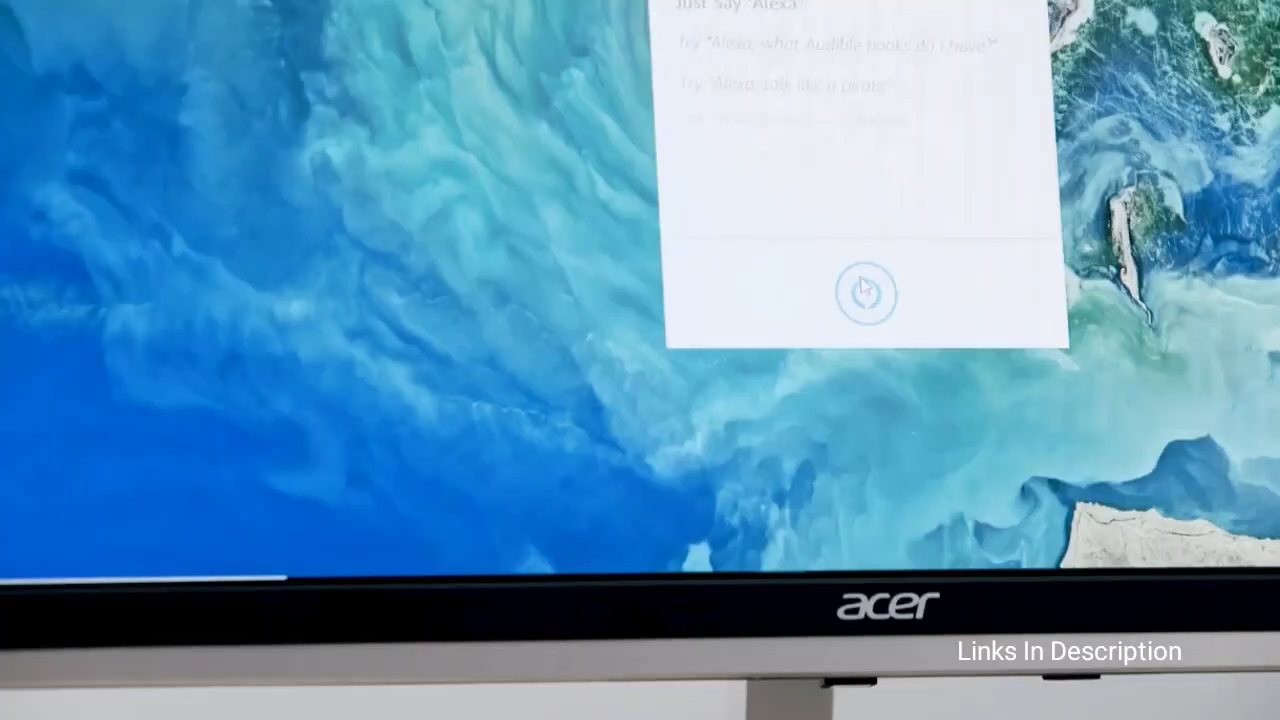 Just say "Alexa"
Try "Alexa, what Audible books do I have?"
Try "Alexa, talk like a pirate"
acer
Links In Description